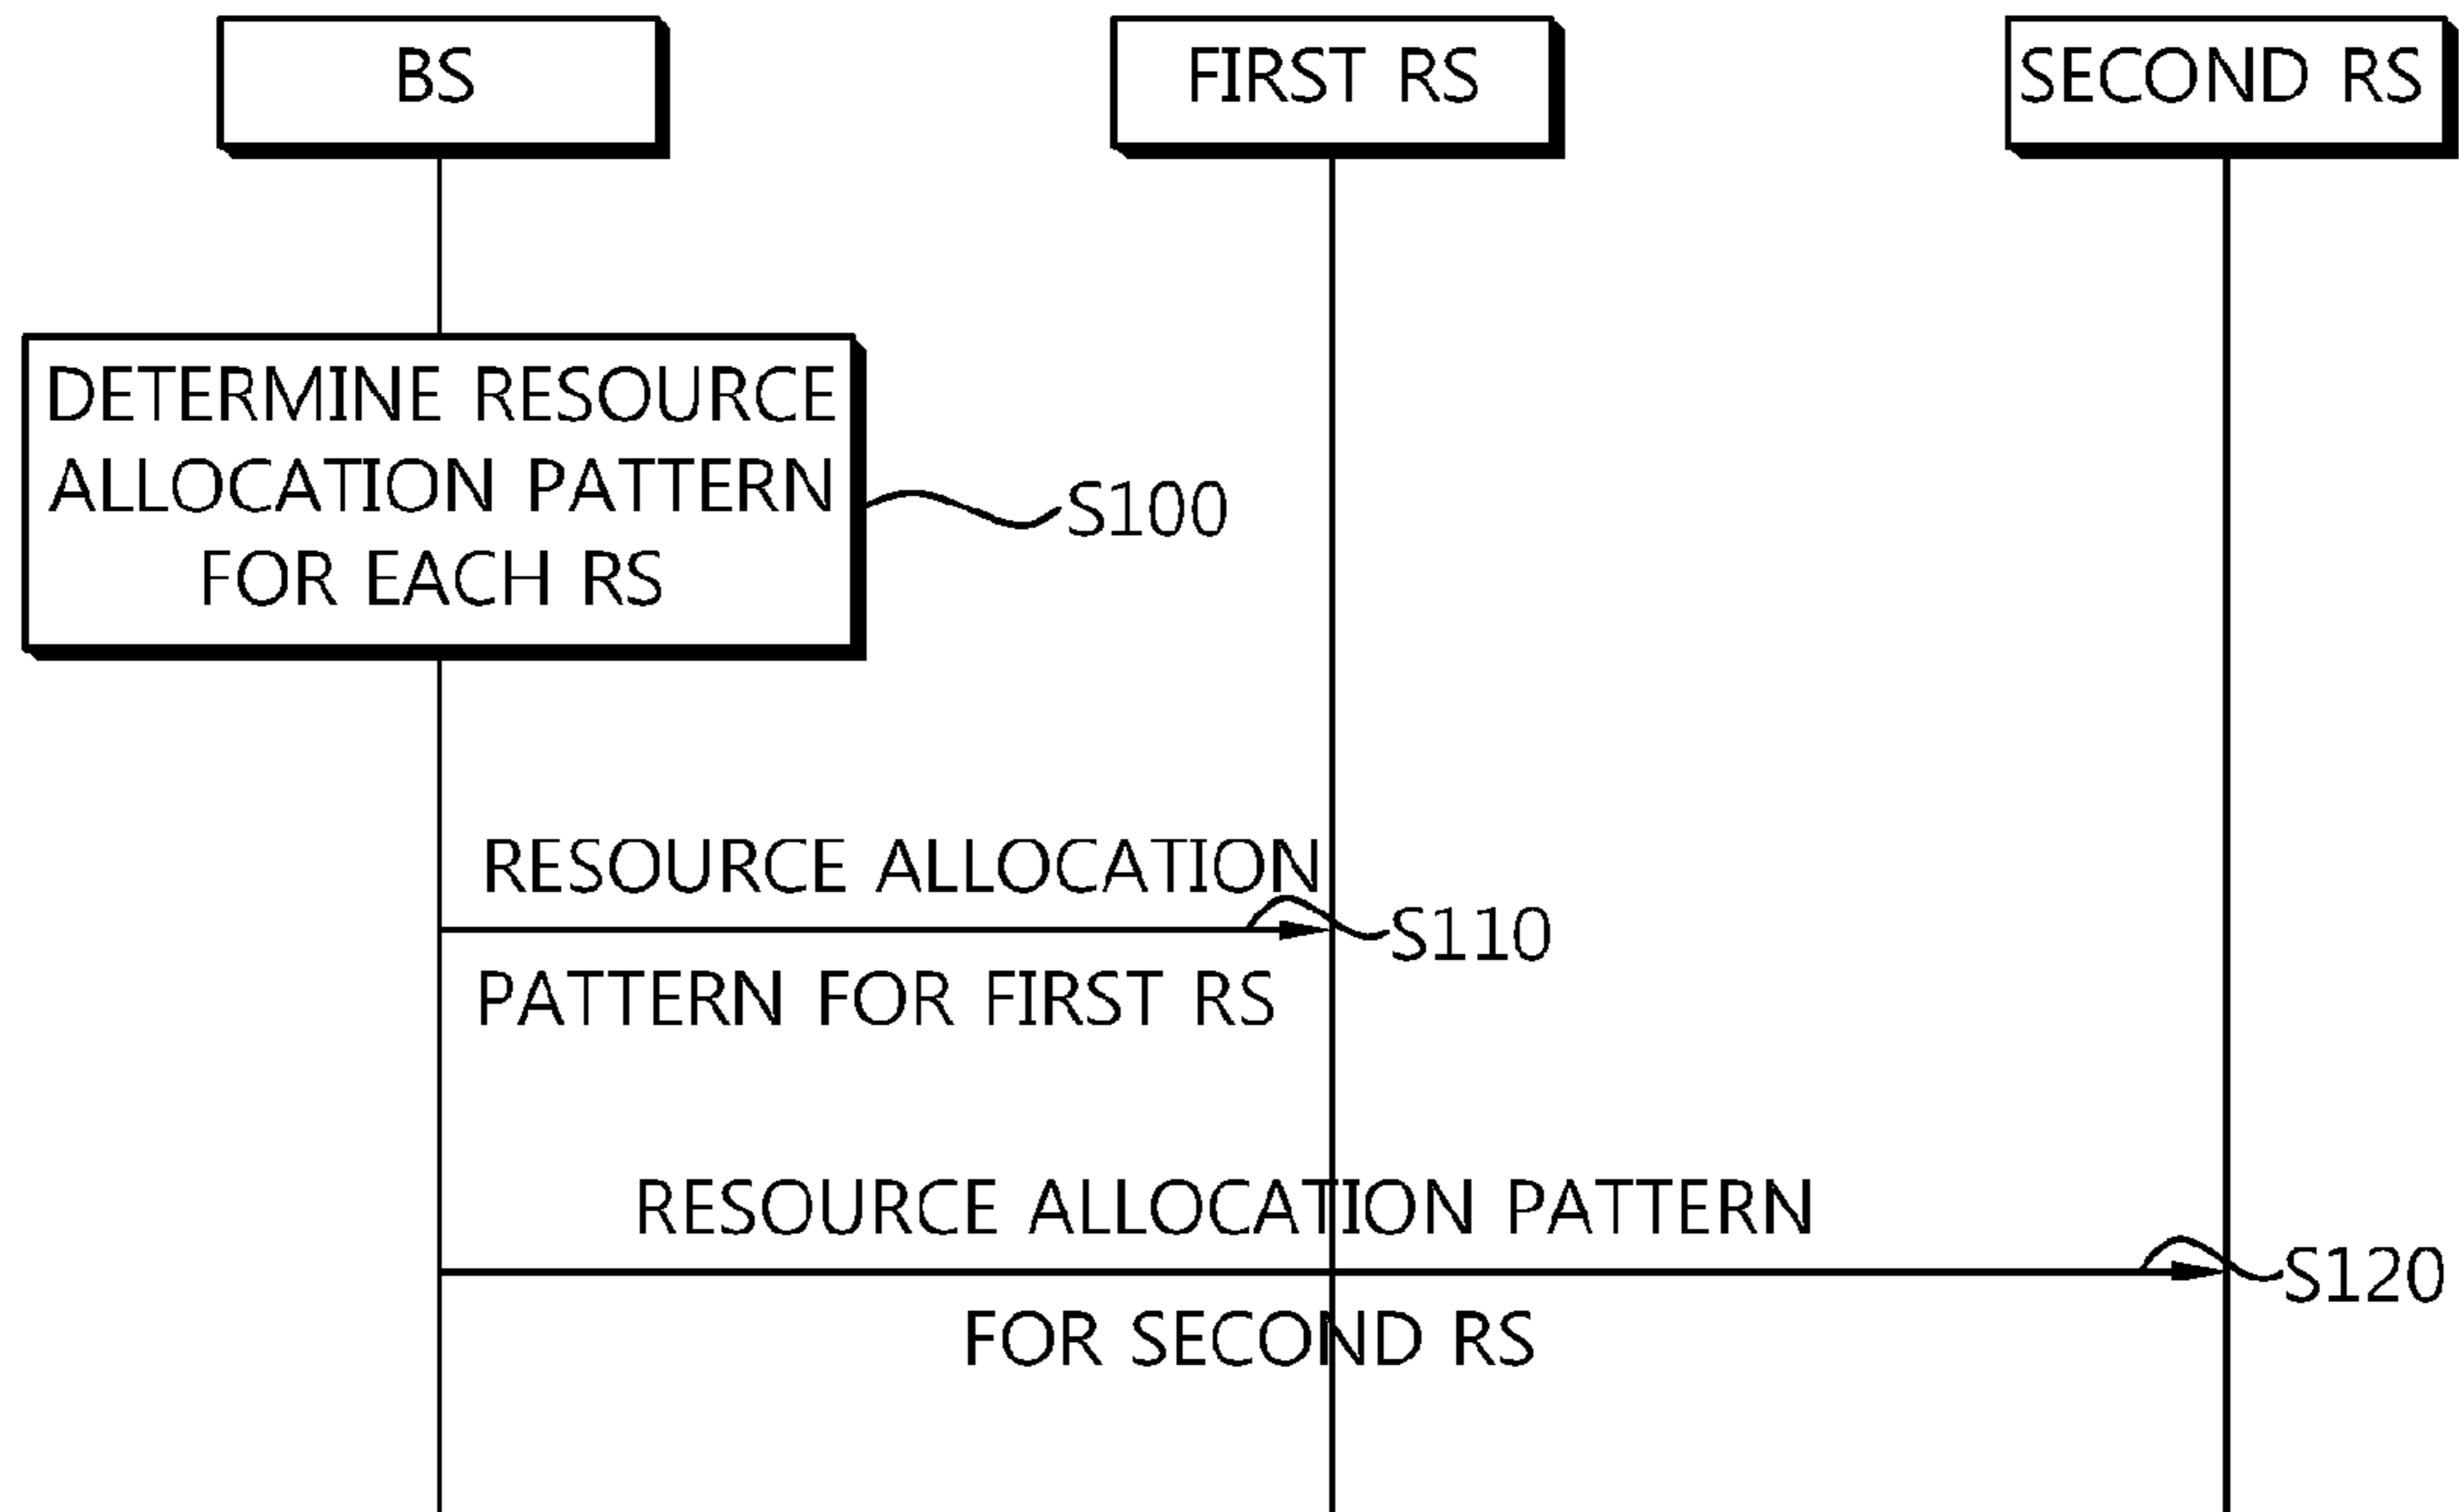 BS
FIRST RS
SECOND RS
DETERMINE RESOURCE
ALLOCATION PATTERN
FOR EACH RS
S100
RESOURCE ALLOCATION
S110
PATTERN FOR FIRST RS
RESOURCE ALLOCATION PATTERN
S120
FOR SECOND RS